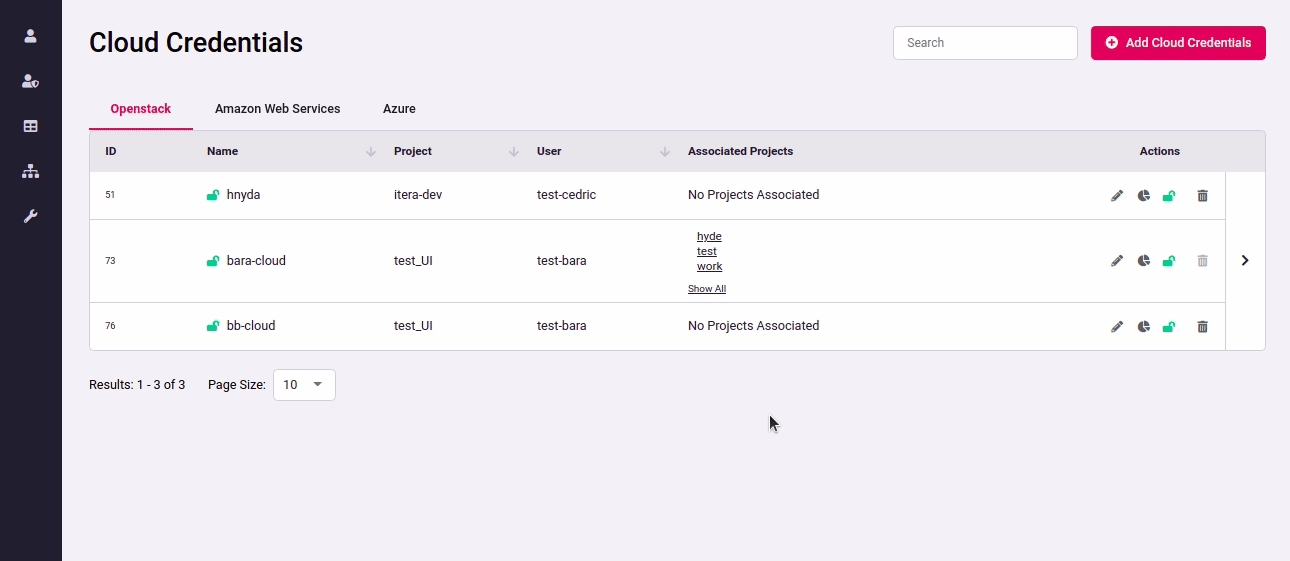 Cloud Credentials
Search
Add Cloud Credentials
Openstack Amazon Web Services Azure
ID Name Project User Associated Projects Actions
51 hnyda itera-dev test-cedric No Projects Associated
73 bara-cloud test_UI test-bara
hyde
test
work
Show All
76 bb-cloud test_UI test-bara No Projects Associated
Results: 1 - 3 of 3 Page Size: 10